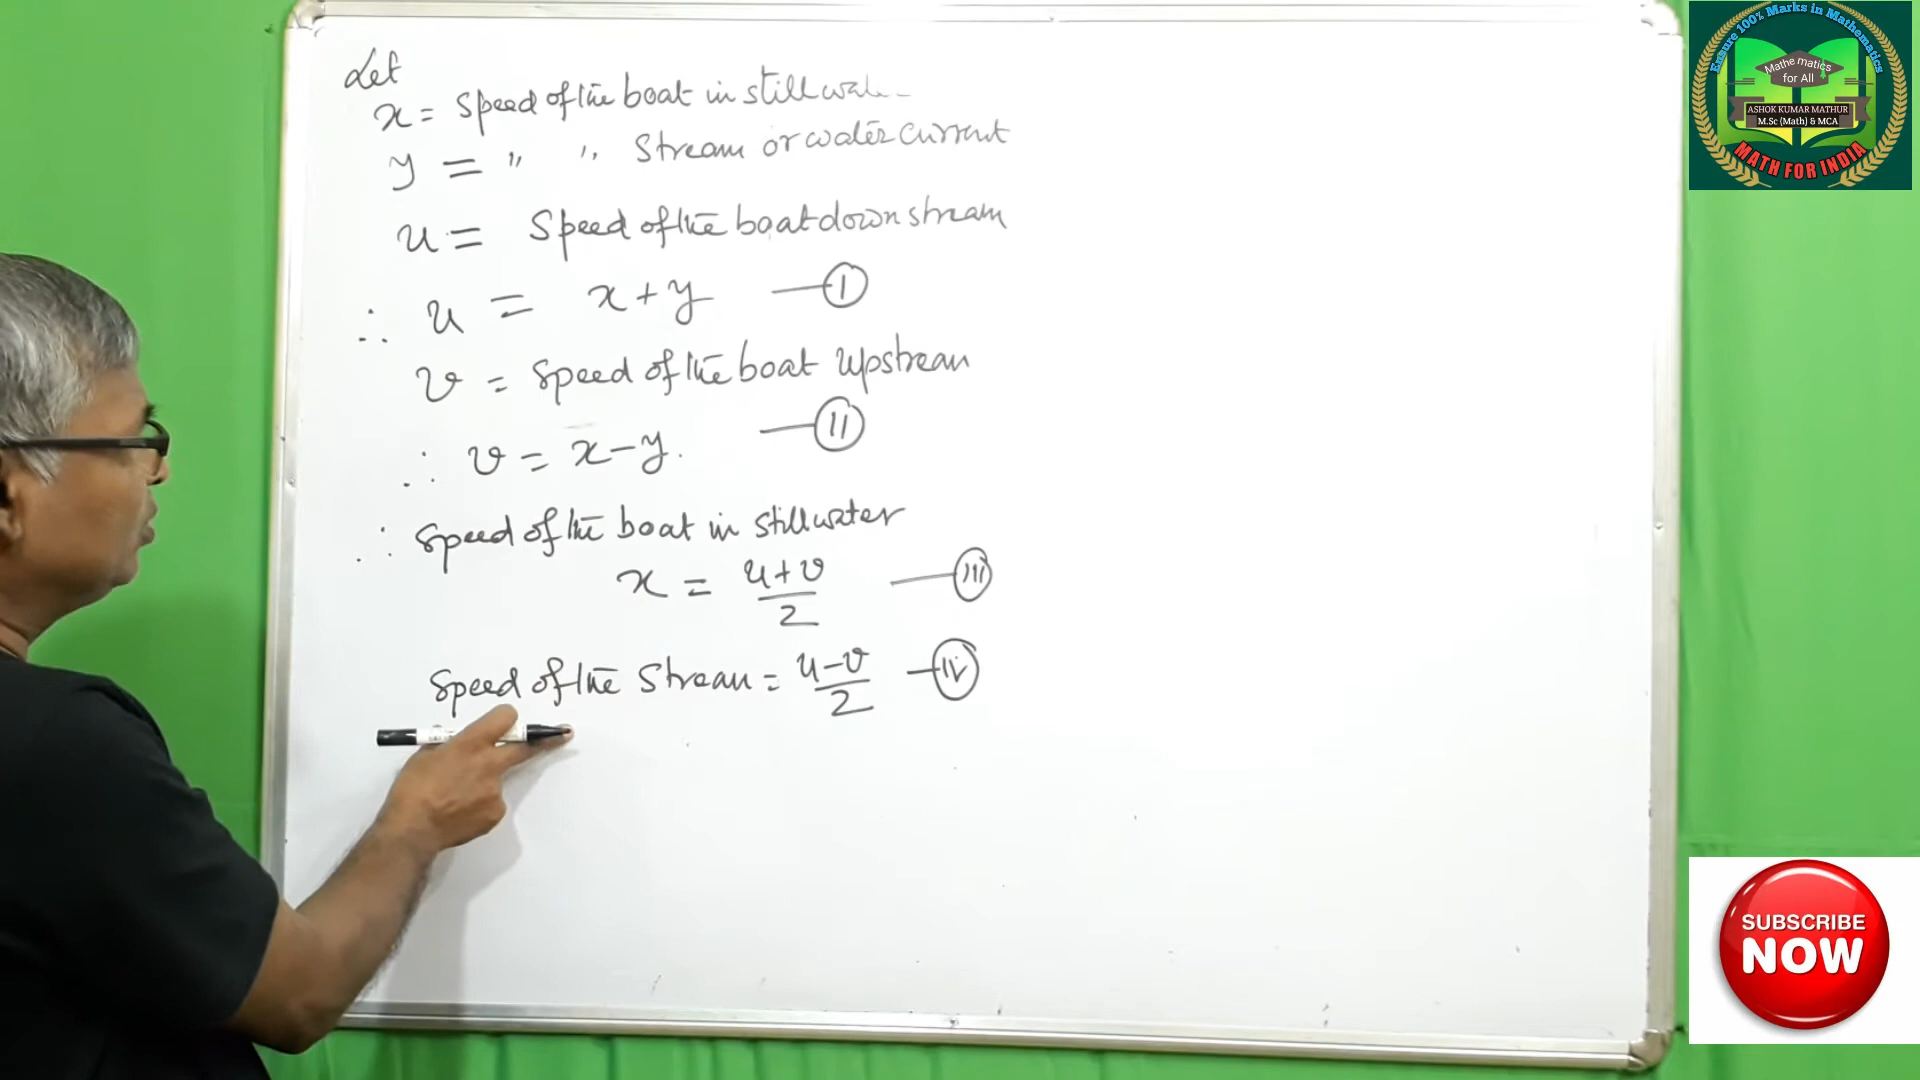 Let
x = Speed of the boat in still wate
y = " " Stream or water current
u = Speed of the boat down stream
∴ u = x + y — I
v = Speed of the boat Upstream
∴ v = x - y. — II
∴ Speed of the boat in still water
x = u + v / 2 — III
Speed of the Stream = u - v / 2 — IV
Ensure 100% Marks in Mathematics
Mathematics
for All
ASHOK KUMAR MATHUR
M.Sc (Math) & MCA
MATH FOR INDIA
SUBSCRIBE
NOW